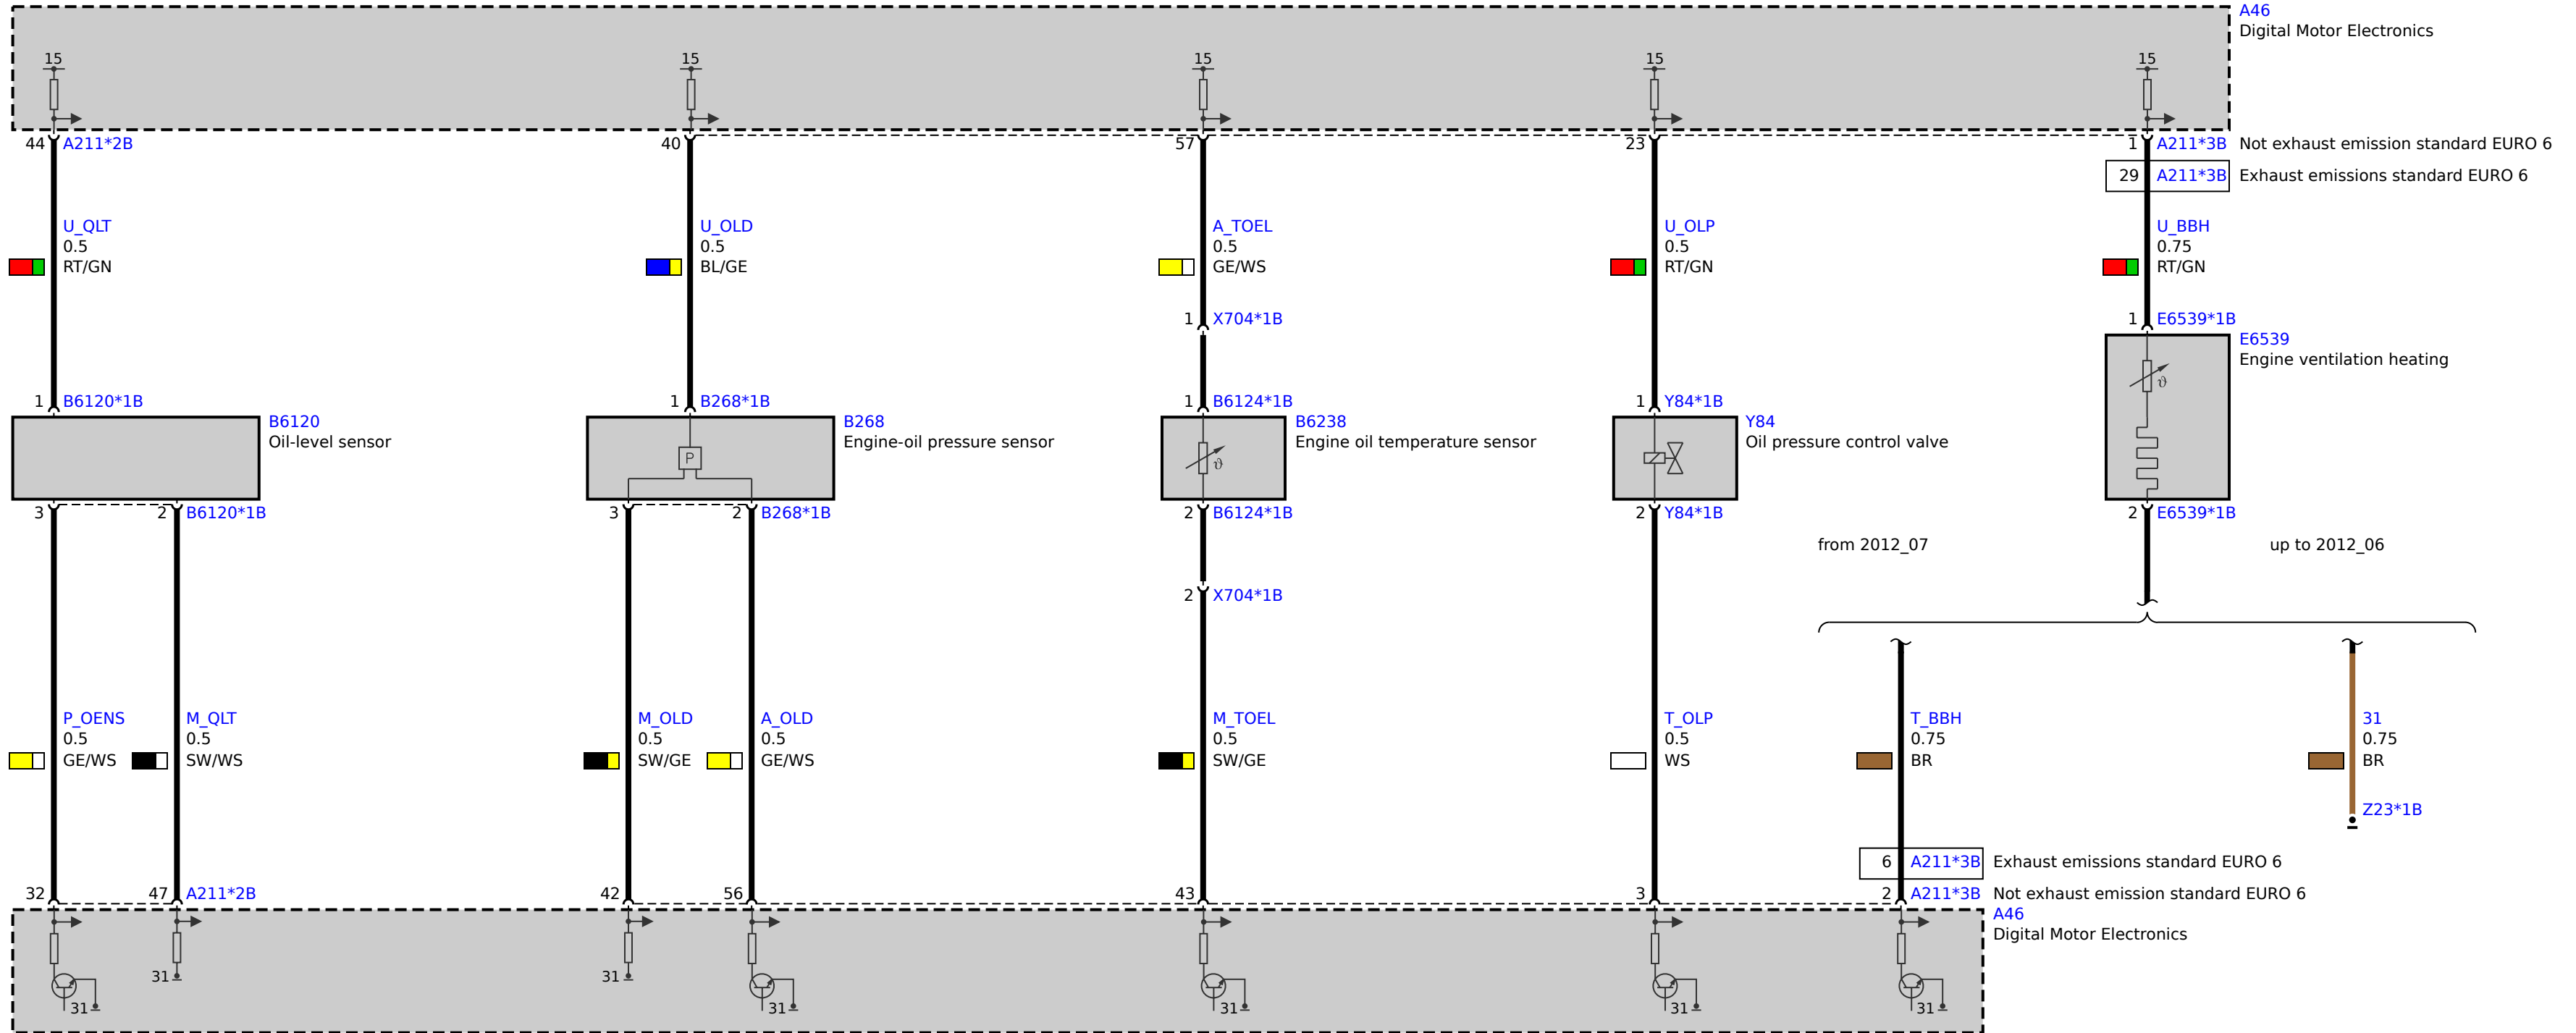 A46
Digital Motor Electronics
15 15 15 15 15
44 A211*2B 40 57 23 1 A211*3B Not exhaust emission standard EURO 6
29 A211*3B Exhaust emissions standard EURO 6
U_QLT U_OLD A_TOEL U_OLP U_BBH
0.5 0.5 0.5 0.5 0.75
RT/GN BL/GE GE/WS RT/GN RT/GN
1 X704*1B 1 E6539*1B
E6539
Engine ventilation heating
ϑ
1 B6120*1B 1 B268*1B 1 B6124*1B 1 Y84*1B
B6120 B268 B6238 Y84
Oil-level sensor Engine-oil pressure sensor Engine oil temperature sensor Oil pressure control valve
P ϑ
3 2 B6120*1B 3 2 B268*1B 2 B6124*1B 2 Y84*1B 2 E6539*1B
from 2012_07 up to 2012_06
2 X704*1B
P_OENS M_QLT M_OLD A_OLD M_TOEL T_OLP T_BBH 31
0.5 0.5 0.5 0.5 0.5 0.5 0.75 0.75
GE/WS SW/WS SW/GE GE/WS SW/GE WS BR BR
Z23*1B
6 A211*3B Exhaust emissions standard EURO 6
32 47 A211*2B 42 56 43 3 2 A211*3B Not exhaust emission standard EURO 6
A46
Digital Motor Electronics
31 31
31 31 31 31 31